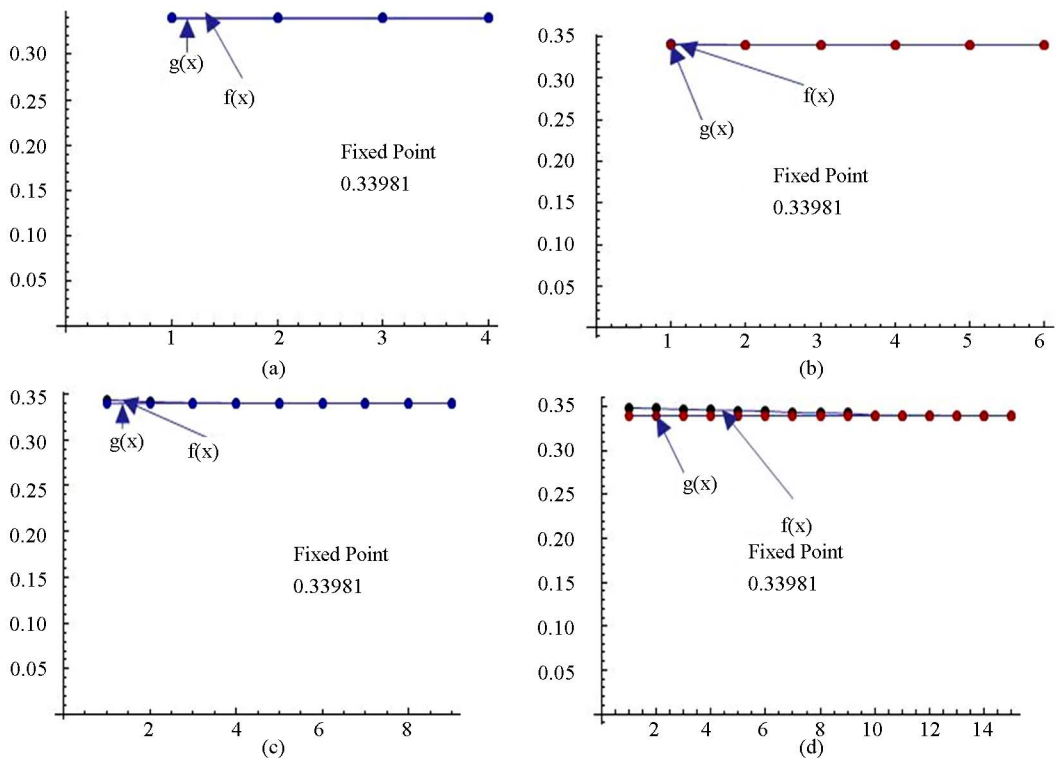 0.30
0.25
0.20
0.15
0.10
0.05
g(x)
f(x)
Fixed Point
0.33981
1 2 3 4
(a)
0.35
0.30
0.25
0.20
0.15
0.10
0.05
f(x)
g(x)
Fixed Point
0.33981
1 2 3 4 5 6
(b)
0.35
0.30
0.25
0.20
0.15
0.10
0.05
g(x)
f(x)
Fixed Point
0.33981
2 4 6 8
(c)
0.35
0.30
0.25
0.20
0.15
0.10
0.05
g(x)
f(x)
Fixed Point
0.33981
2 4 6 8 10 12 14
(d)